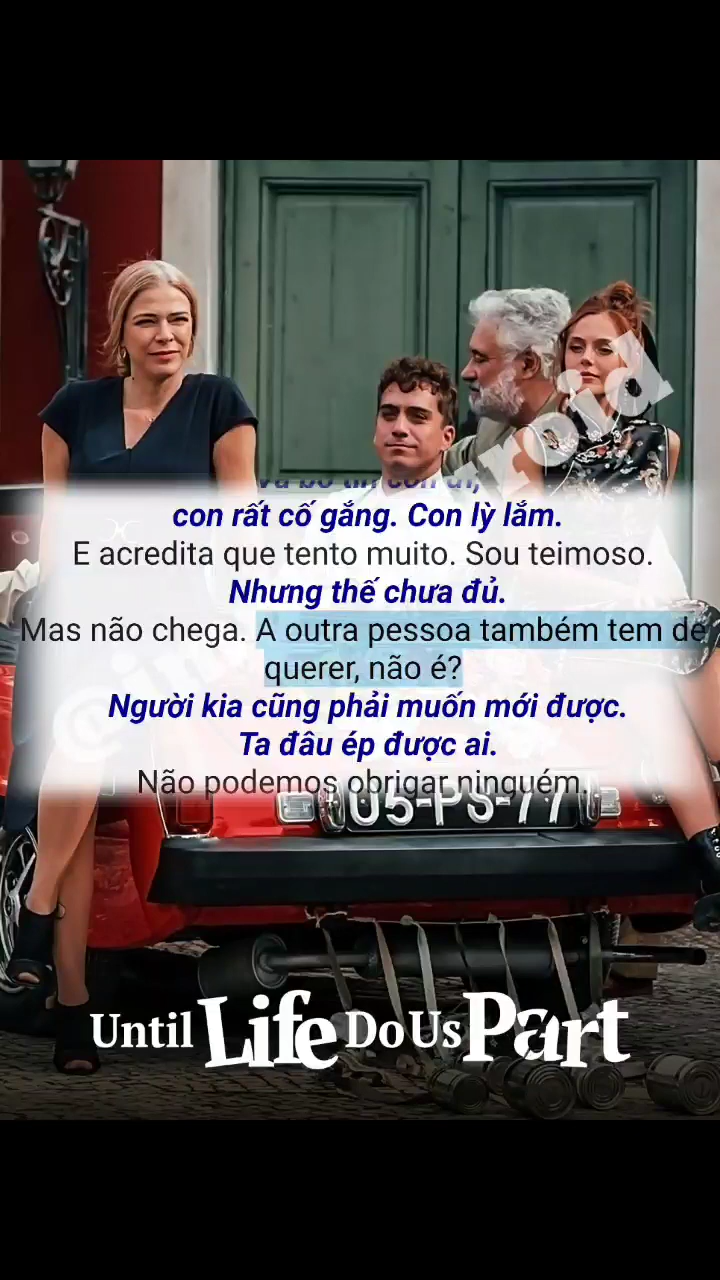 con rất cố gắng. Con lỳ lắm.
E acredita que tento muito. Sou teimoso.
Nhưng thế chưa đủ.
Mas não chega. A outra pessoa também tem de
querer, não é?
Người kia cũng phải muốn mới được.
Ta đâu ép được ai.
Não podemos obrigar ninguém.
05-PS-77
Until Life Do Us Part